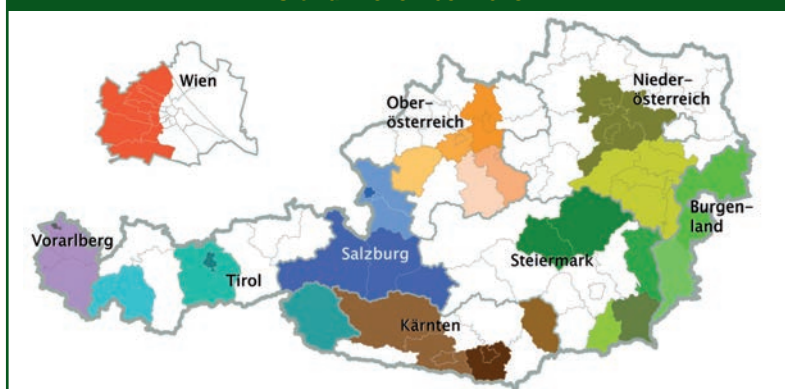 Wien
Nieder-
österreich
Ober-
österreich
Vorarlberg
Tirol
Salzburg
Steiermark
Burgen-
land
Kärnten